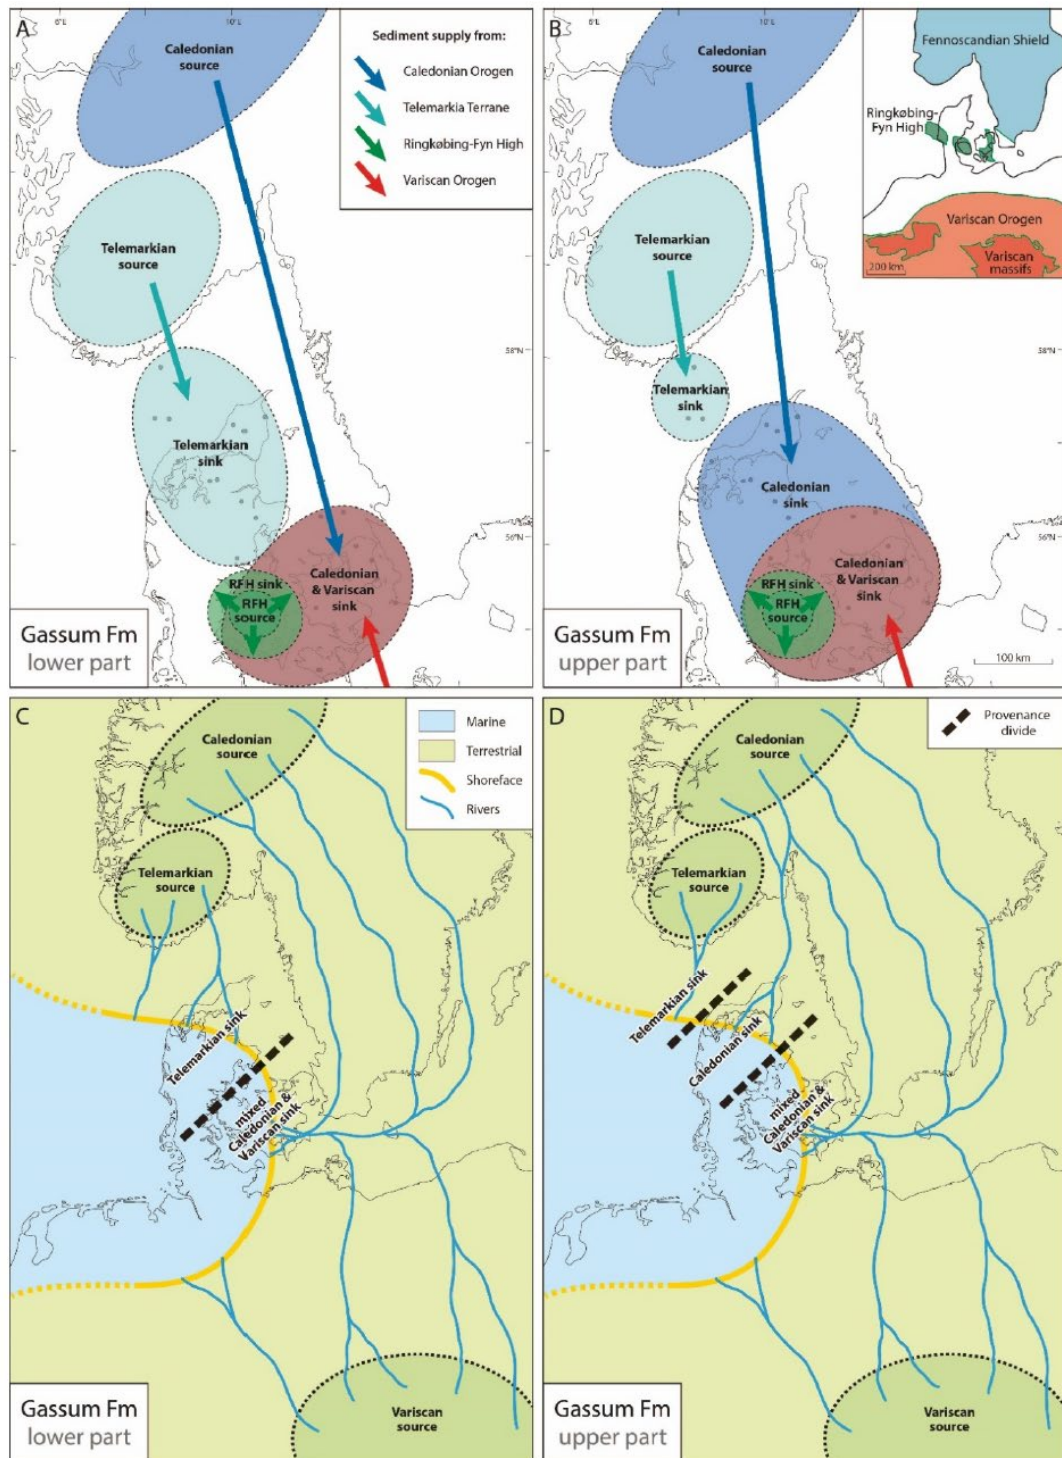 A
6°E
10°E
Caledonian
source
Sediment supply from:
Caledonian Orogen
Telemarkia Terrane
Ringkøbing-Fyn High
Variscan Orogen
Telemarkian
source
58°N
Telemarkian
sink
56°N
RFH sink
RFH
source
Caledonian
& Variscan
sink
Gassum Fm
lower part
B
6°E
10°E
Caledonian
source
Fennoscandian Shield
Ringkøbing-
Fyn High
Variscan Orogen
Variscan
massifs
200 km
Telemarkian
source
58°N
Telemarkian
sink
Caledonian
sink
56°N
RFH sink
RFH
source
Caledonian
& Variscan
sink
Gassum Fm
upper part
100 km
C
Caledonian
source
Marine
Terrestrial
Shoreface
Rivers
Telemarkian
source
Telemarkian sink
mixed
Caledonian &
Variscan sink
Variscan
source
Gassum Fm
lower part
D
Caledonian
source
Provenance
divide
Telemarkian
source
Telemarkian sink
Caledonian sink
mixed
Caledonian &
Variscan sink
Variscan
source
Gassum Fm
upper part